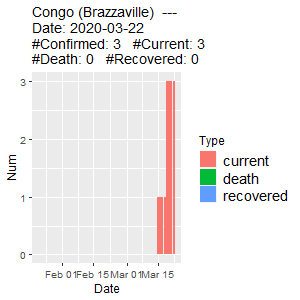 Congo (Brazzaville)  ---
Date: 2020-03-22
#Confirmed: 3   #Current: 3
#Death: 0   #Recovered: 0
3
2
1
0
Num
Feb 01
Feb 15
Mar 01
Mar 15
Date
Type
current
death
recovered